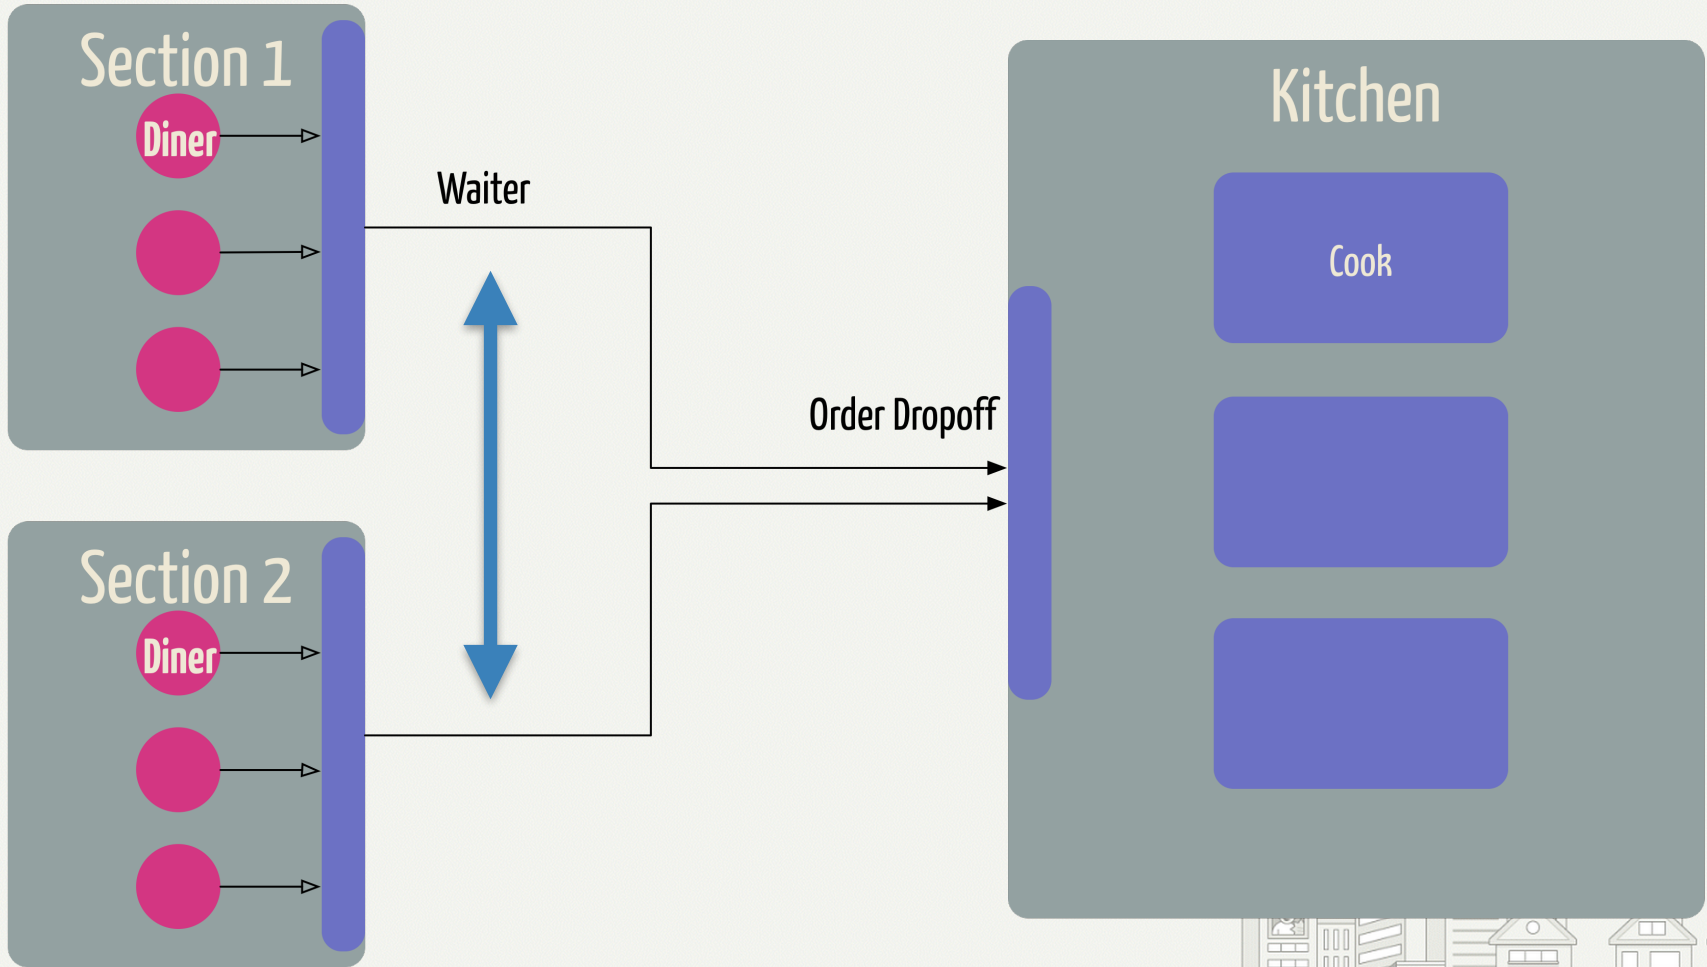 Section 1
Diner
Waiter
Order Dropoff
Section 2
Diner
Kitchen
Cook